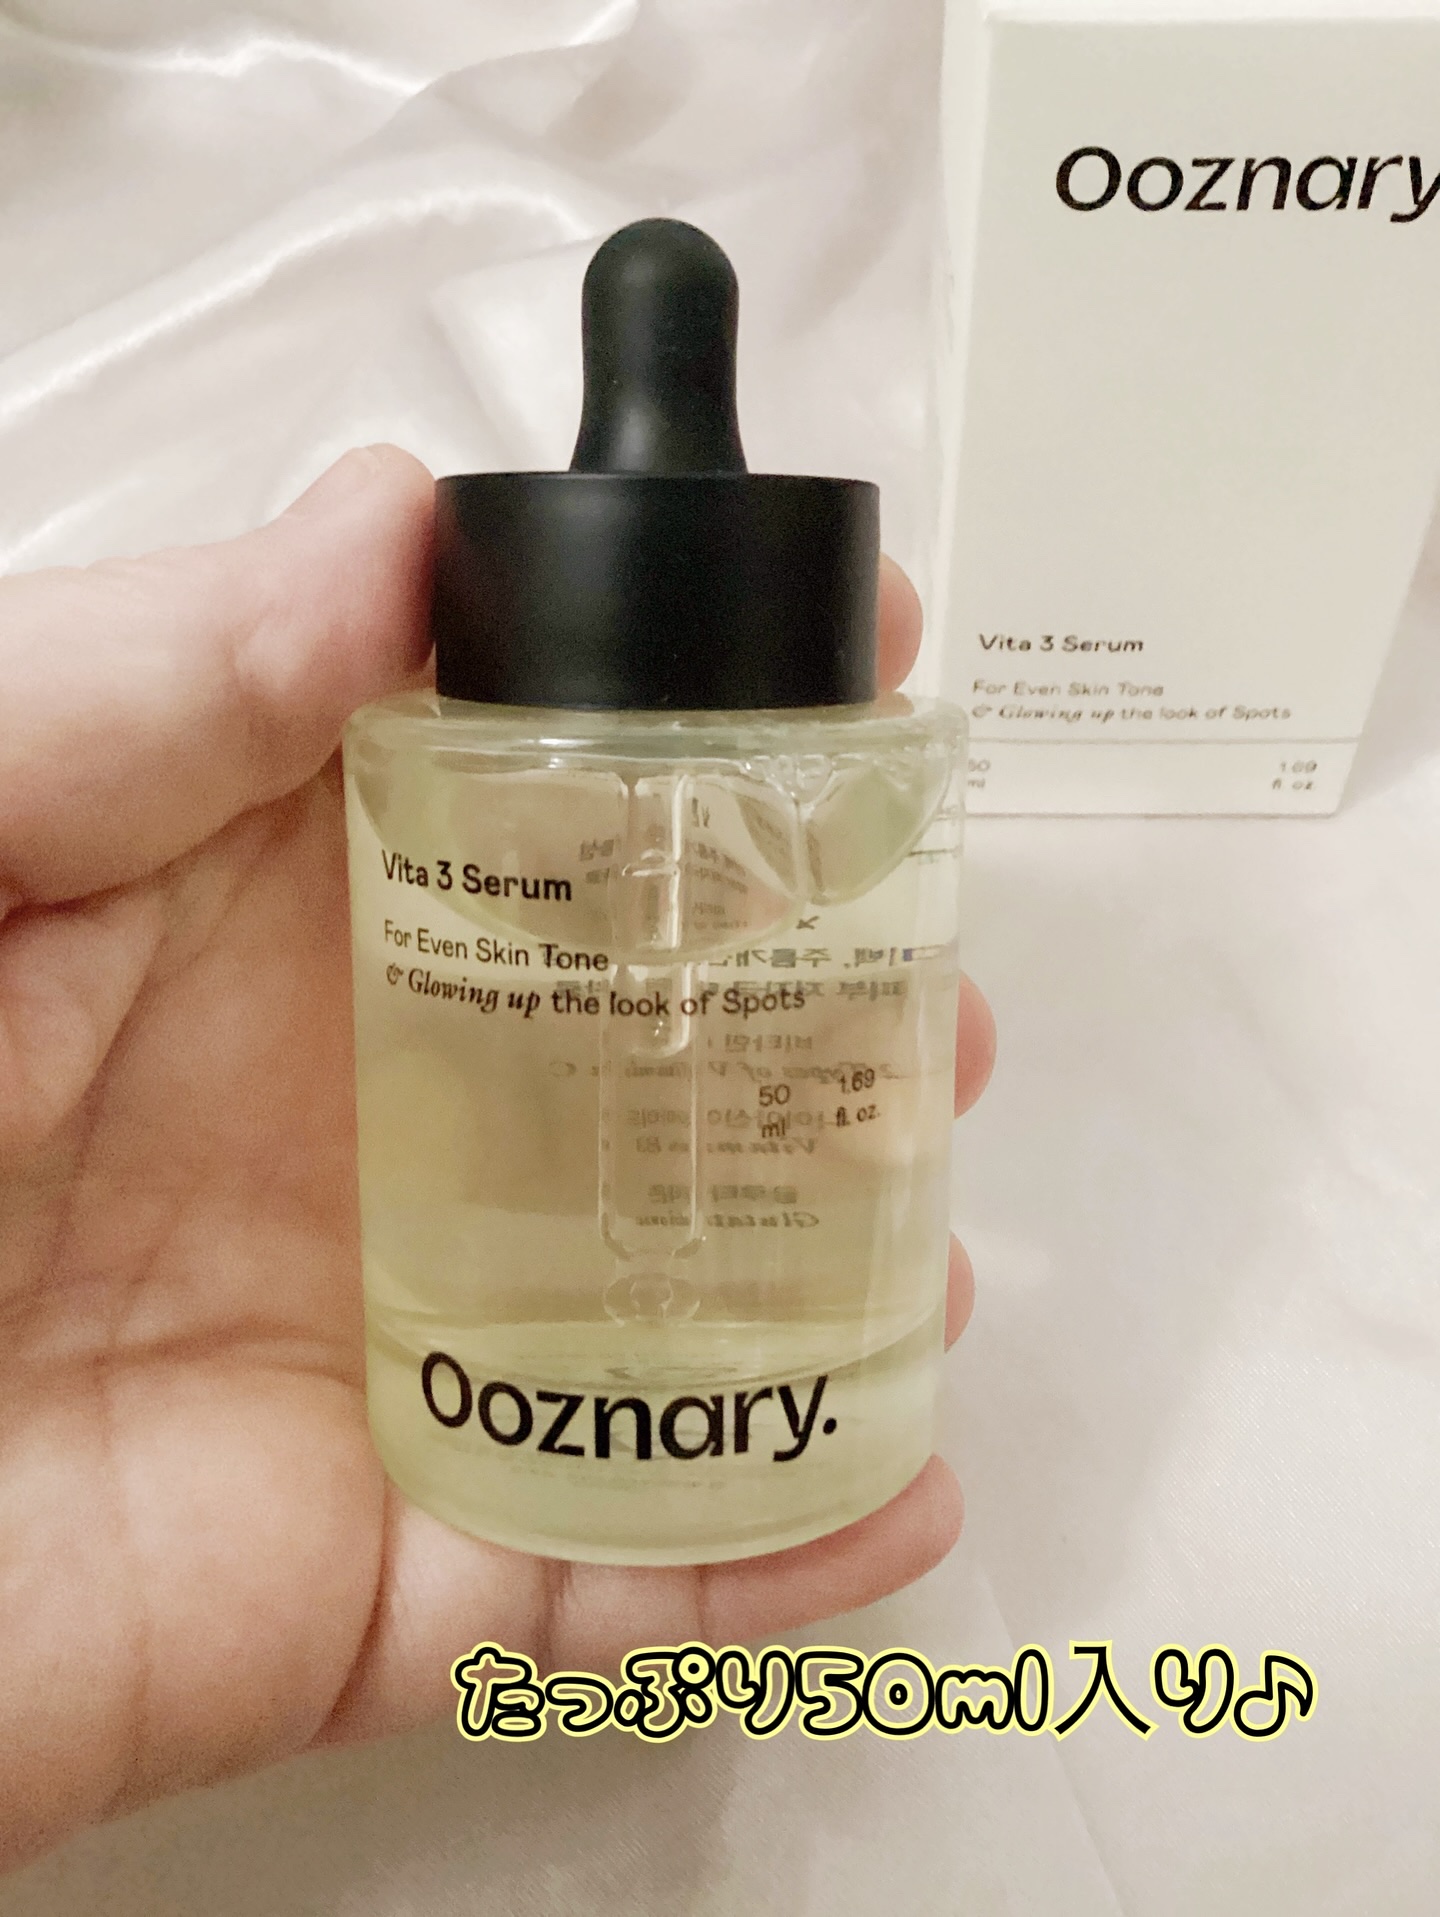 Ooznary
Vita 3 Serum
For Even Skin Tone
& Glowing up the look of Spots
50
ml
1.69
fl. oz.
Vita 3 Serum
For Even Skin Tone
& Glowing up the look of Spots
50
ml
1.69
fl. oz.
Ooznary.
たっぷり50ml入り♪